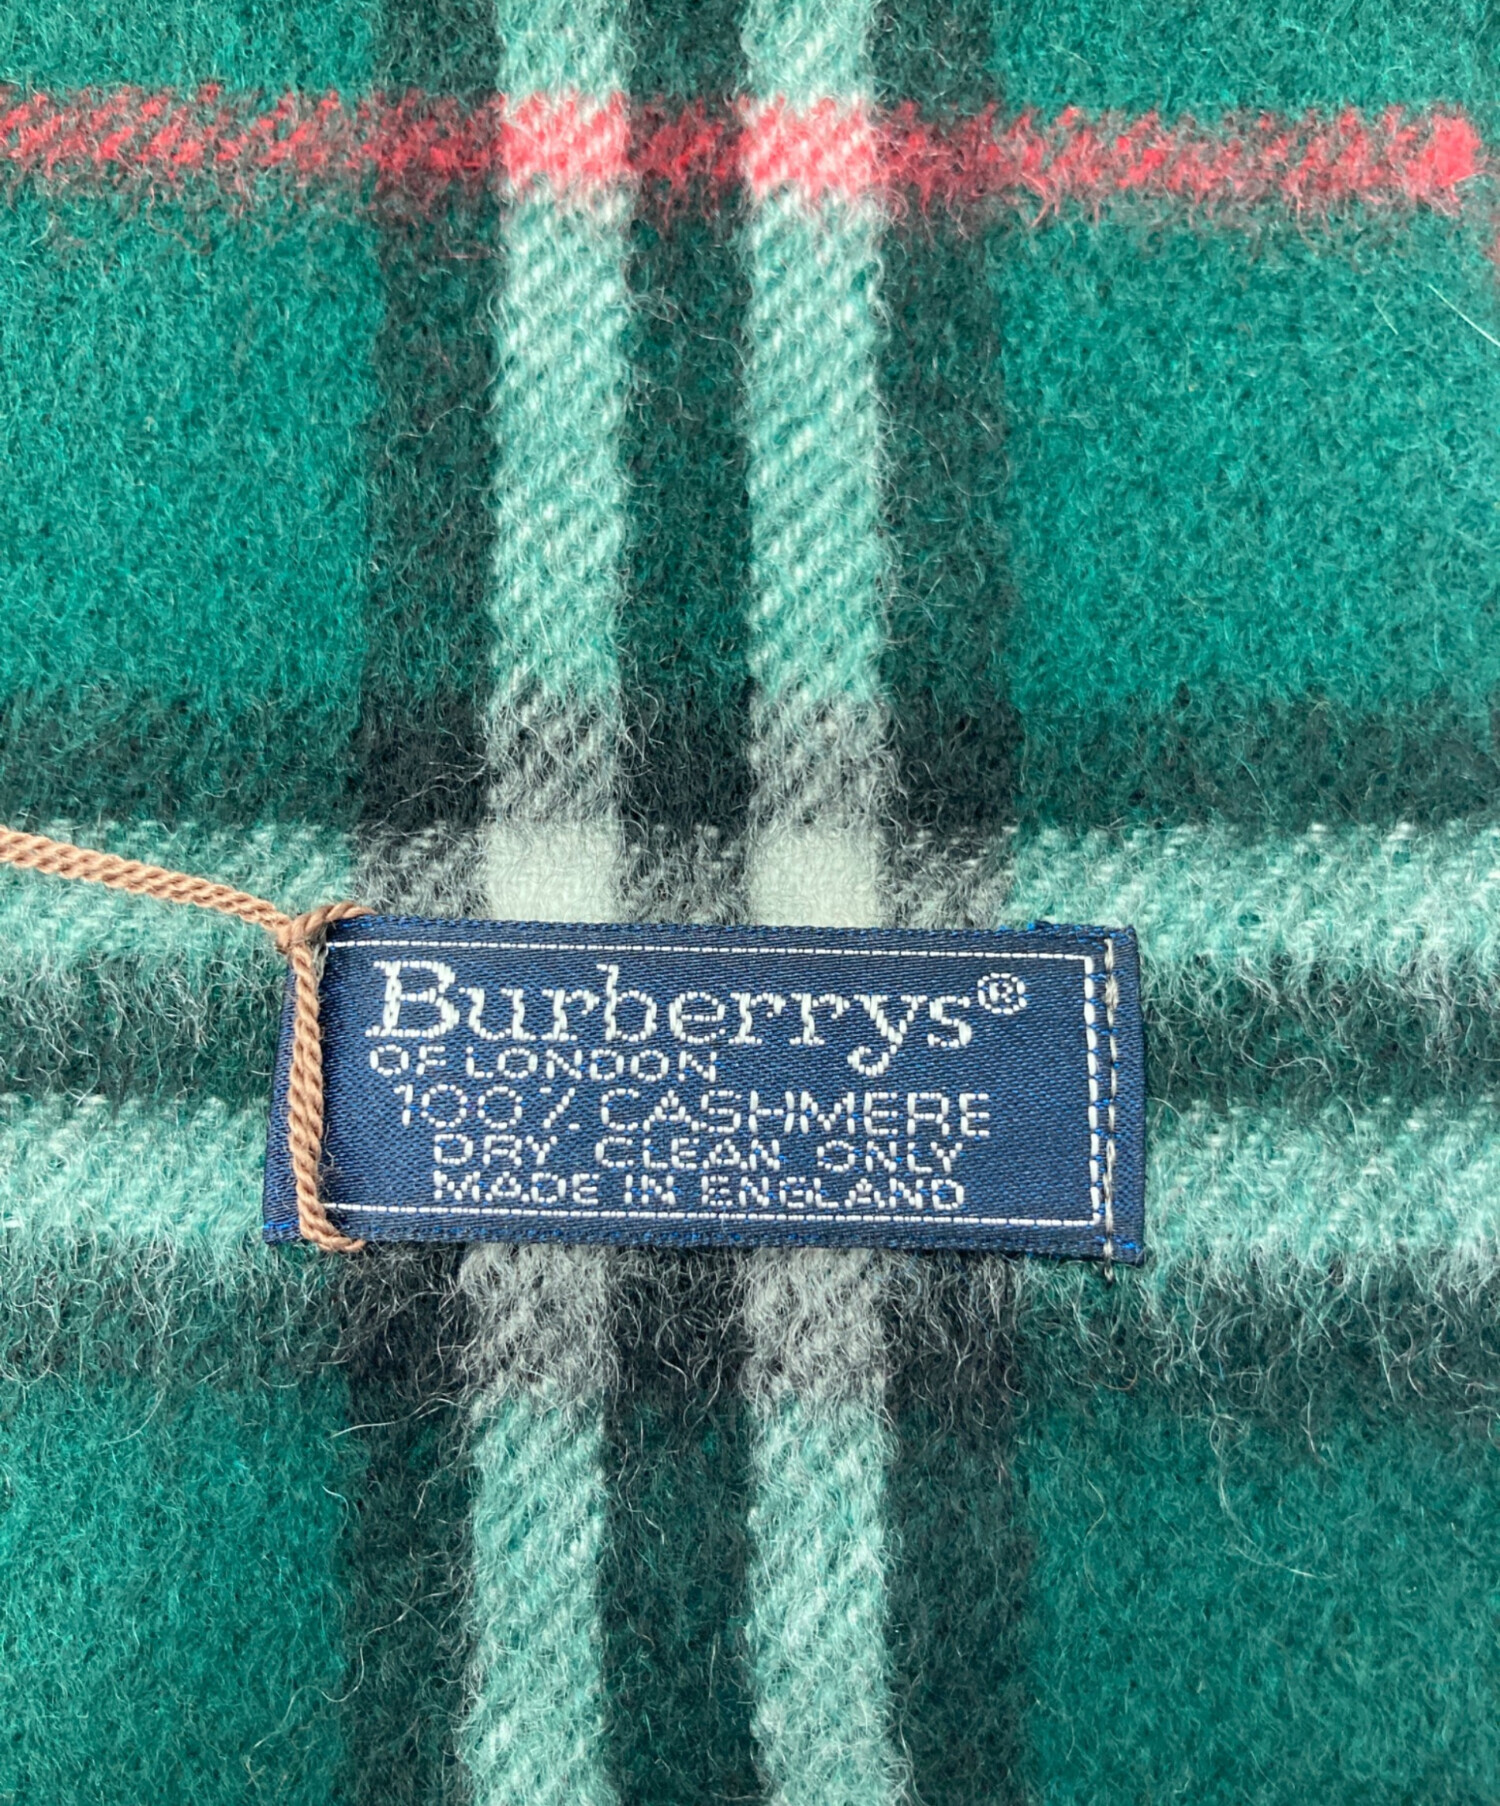 Burberrys®
OF LONDON
100% CASHMERE
DRY CLEAN ONLY
MADE IN ENGLAND